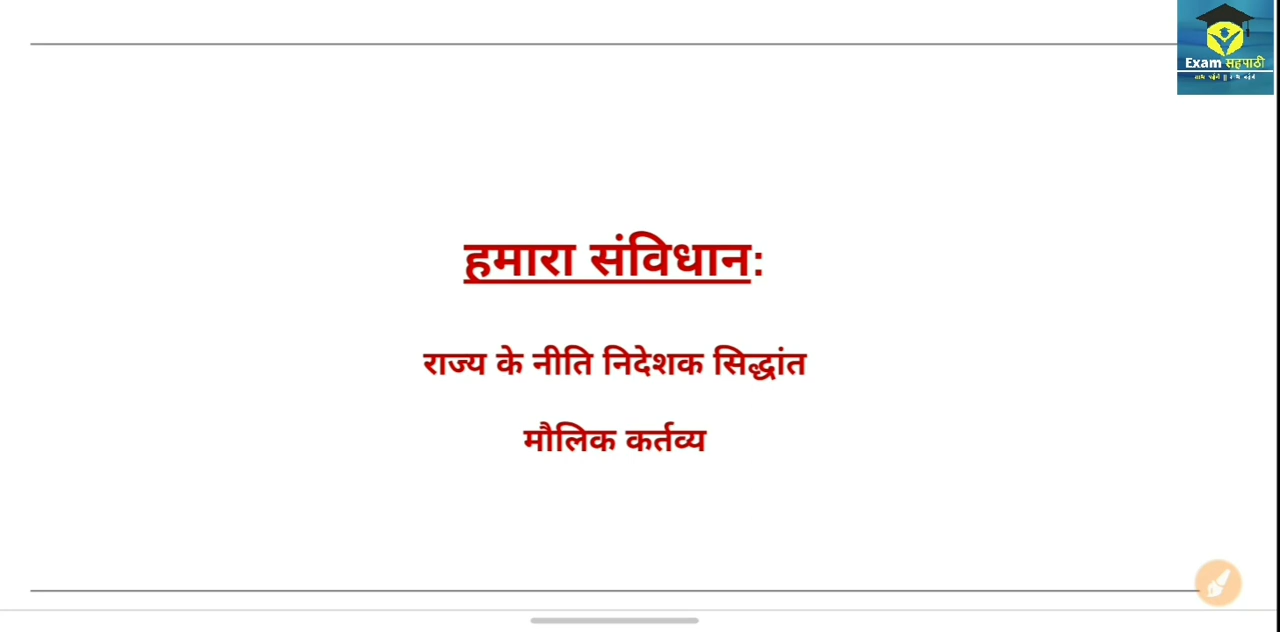 Exam सहपाठी
हमारा संविधान:
राज्य के नीति निदेशक सिद्धांत
मौलिक कर्तव्य